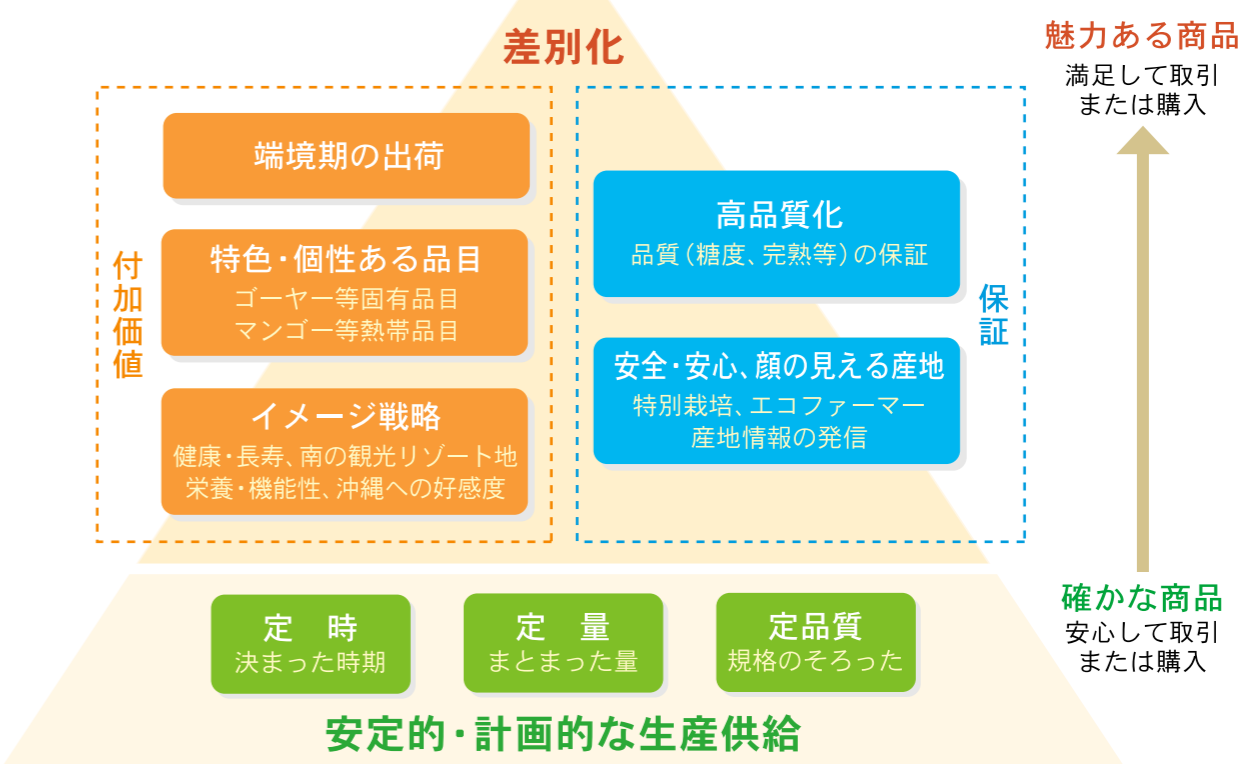 差別化
付加価値
端境期の出荷
特色・個性ある品目
ゴーヤー等固有品目
マンゴー等熱帯品目
イメージ戦略
健康・長寿、南の観光リゾート地
栄養・機能性、沖縄への好感度
保証
高品質化
品質(糖度、完熟等)の保証
安全・安心、顔の見える産地
特別栽培、エコファーマー
産地情報の発信
定　時
決まった時期
定　量
まとまった量
定品質
規格のそろった
安定的・計画的な生産供給
魅力ある商品
満足して取引
または購入
確かな商品
安心して取引
または購入